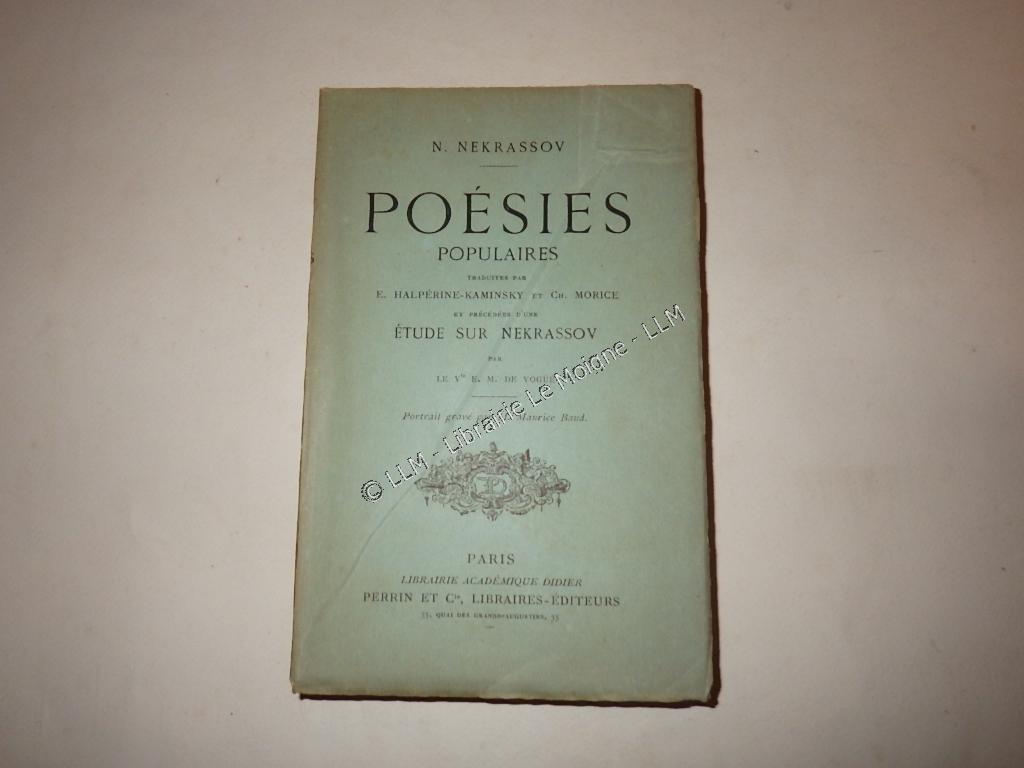 N. NEKRASSOV
POÉSIES
POPULAIRES
TRADUITES PAR
E. HALPÉRINE-KAMINSKY ET CH. MORICE
ET PRÉCÉDÉES D'UNE
ÉTUDE SUR NEKRASSOV
PAR
LE Vte E. M. DE VOGÜÉ
Portrait gravé Maurice Baud.
© LLM - Librairie Le Moigne - LLM
PARIS
LIBRAIRIE ACADÉMIQUE DIDIER
PERRIN ET Cie, LIBRAIRES-ÉDITEURS
35, QUAI DES GRANDS-AUGUSTINS, 35